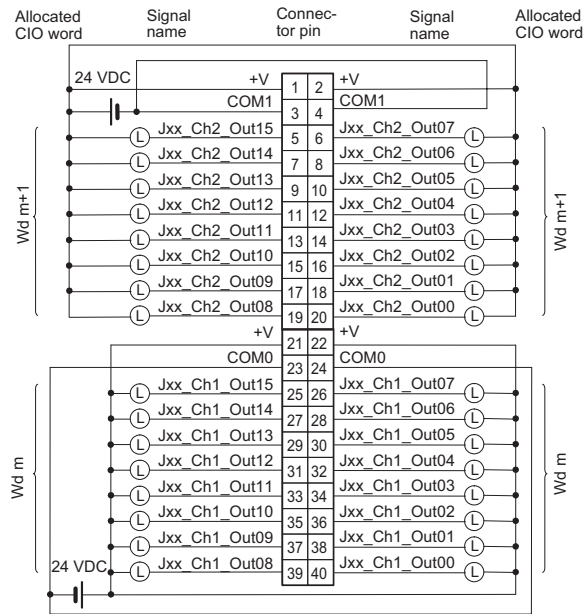 Allocated CIO word Signal name Connec-tor pin Signal name Allocated CIO word
24 VDC
+V 1 2 +V
COM1 3 4 COM1
Jxx_Ch2_Out15 5 6 Jxx_Ch2_Out07
L L
Jxx_Ch2_Out14 7 8 Jxx_Ch2_Out06
L L
Jxx_Ch2_Out13 9 10 Jxx_Ch2_Out05
L L
Jxx_Ch2_Out12 11 12 Jxx_Ch2_Out04
L L
Jxx_Ch2_Out11 13 14 Jxx_Ch2_Out03
L L
Jxx_Ch2_Out10 15 16 Jxx_Ch2_Out02
L L
Jxx_Ch2_Out09 17 18 Jxx_Ch2_Out01
L L
Jxx_Ch2_Out08 19 20 Jxx_Ch2_Out00
L L
Wd m+1 Wd m+1
+V 21 22 +V
COM0 23 24 COM0
Jxx_Ch1_Out15 25 26 Jxx_Ch1_Out07
L L
Jxx_Ch1_Out14 27 28 Jxx_Ch1_Out06
L L
Jxx_Ch1_Out13 29 30 Jxx_Ch1_Out05
L L
Jxx_Ch1_Out12 31 32 Jxx_Ch1_Out04
L L
Jxx_Ch1_Out11 33 34 Jxx_Ch1_Out03
L L
Jxx_Ch1_Out10 35 36 Jxx_Ch1_Out02
L L
Jxx_Ch1_Out09 37 38 Jxx_Ch1_Out01
L L
Jxx_Ch1_Out08 39 40 Jxx_Ch1_Out00
L L
Wd m Wd m
24 VDC